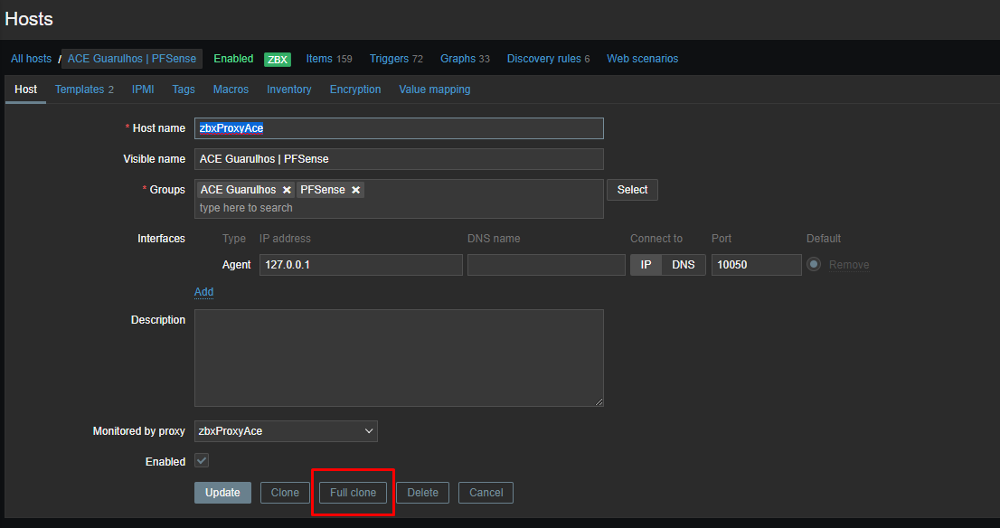 Hosts
All hosts / ACE Guarulhos | PFSense Enabled ZBX Items 159 Triggers 72 Graphs 33 Discovery rules 6 Web scenarios
Host Templates 2 IPMI Tags Macros Inventory Encryption Value mapping
* Host name zbxProxyAce
Visible name ACE Guarulhos | PFSense
* Groups ACE Guarulhos × PFSense × Select
type here to search
Interfaces Type IP address DNS name Connect to Port Default
Agent 127.0.0.1 IP DNS 10050 Remove
Add
Description
Monitored by proxy zbxProxyAce
Enabled
Update Clone Full clone Delete Cancel